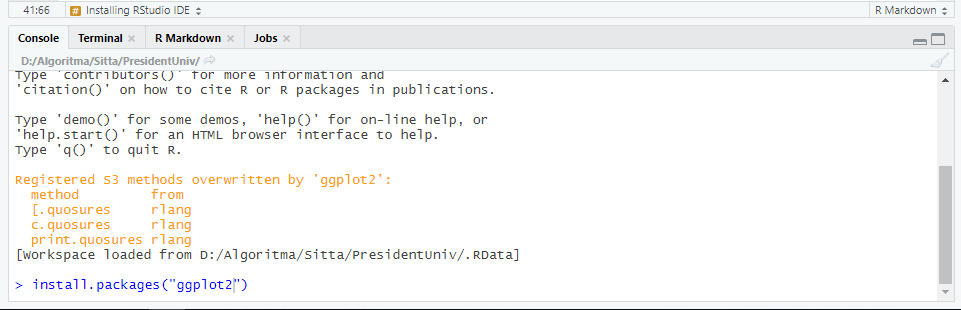 41:66 # Installing RStudio IDE R Markdown
Console Terminal R Markdown Jobs
D:/Algoritma/Sitta/PresidentUniv/
Type 'contributors()' for more information and
'citation()' on how to cite R or R packages in publications.
Type 'demo()' for some demos, 'help()' for on-line help, or
'help.start()' for an HTML browser interface to help.
Type 'q()' to quit R.
Registered S3 methods overwritten by 'ggplot2':
method from
[.quosures rlang
c.quosures rlang
print.quosures rlang
[Workspace loaded from D:/Algoritma/Sitta/PresidentUniv/.RData]
> install.packages("ggplot2")